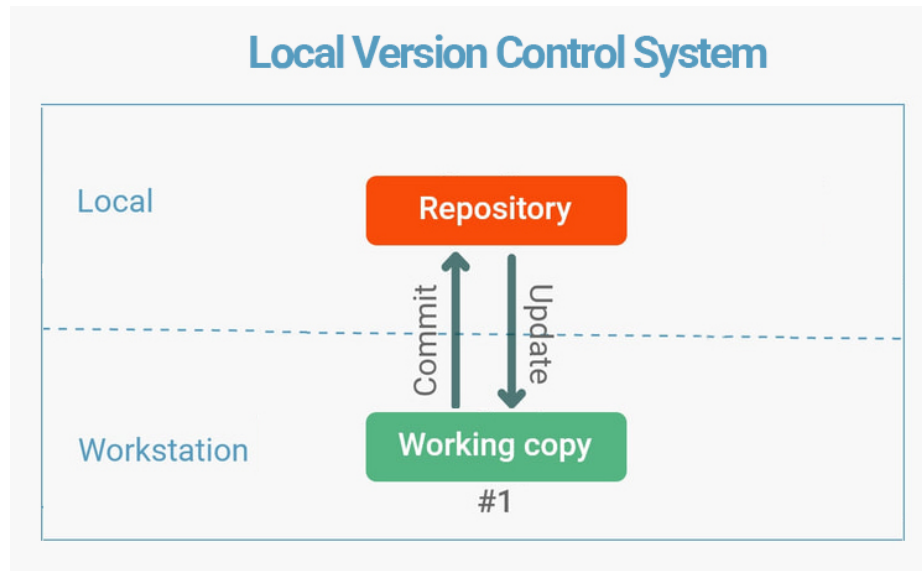 Local Version Control System
Local
Repository
Commit
Update
Workstation
Working copy
#1